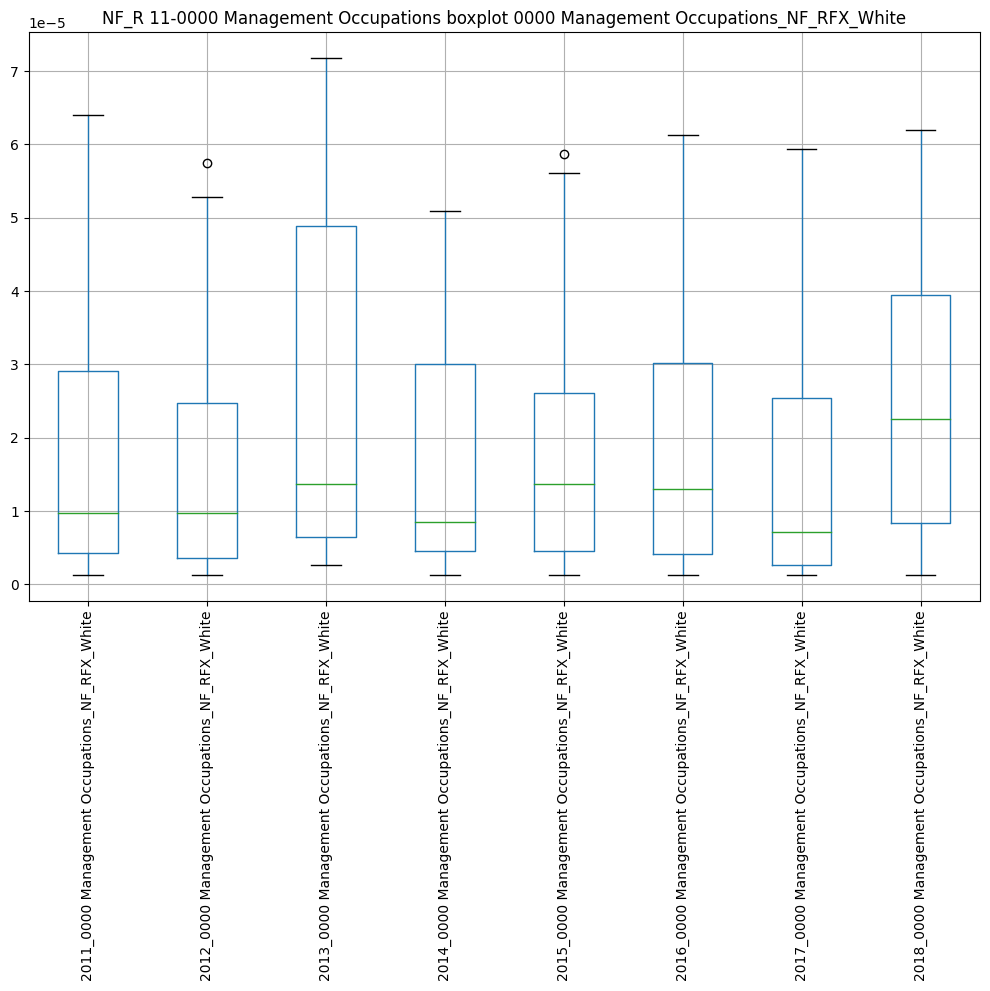 NF_R 11-0000 Management Occupations boxplot 0000 Management Occupations_NF_RFX_White
1e−5
7
6
5
4
3
2
1
0
2011_0000 Management Occupations_NF_RFX_White
2012_0000 Management Occupations_NF_RFX_White
2013_0000 Management Occupations_NF_RFX_White
2014_0000 Management Occupations_NF_RFX_White
2015_0000 Management Occupations_NF_RFX_White
2016_0000 Management Occupations_NF_RFX_White
2017_0000 Management Occupations_NF_RFX_White
2018_0000 Management Occupations_NF_RFX_White